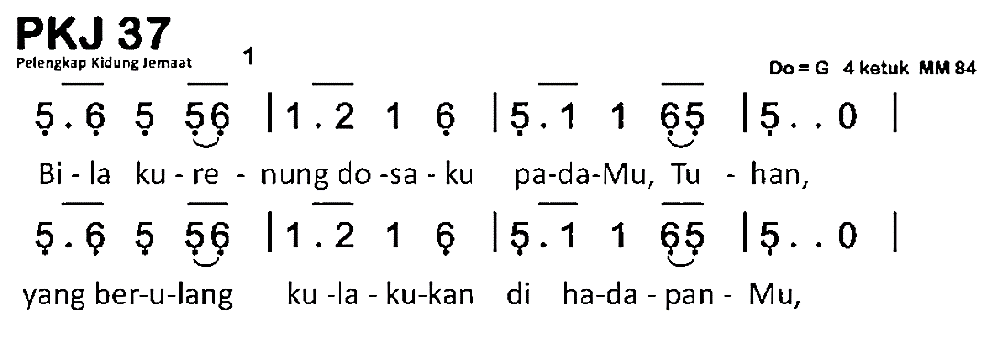 PKJ 37
Pelengkap Kidung Jemaat 1
Do = G 4 ketuk MM 84
5̣ . 6̣ 5̣ 5̣6̣ | 1 . 2 1 6̣ | 5̣ . 1 1 6̣5̣ | 5̣ . . 0 |
Bi - la ku - re - nung do -sa - ku pa-da-Mu, Tu - han,
5̣ . 6̣ 5̣ 5̣6̣ | 1 . 2 1 6̣ | 5̣ . 1 1 6̣5̣ | 5̣ . . 0 |
yang ber-u-lang ku -la - ku-kan di ha-da - pan - Mu,